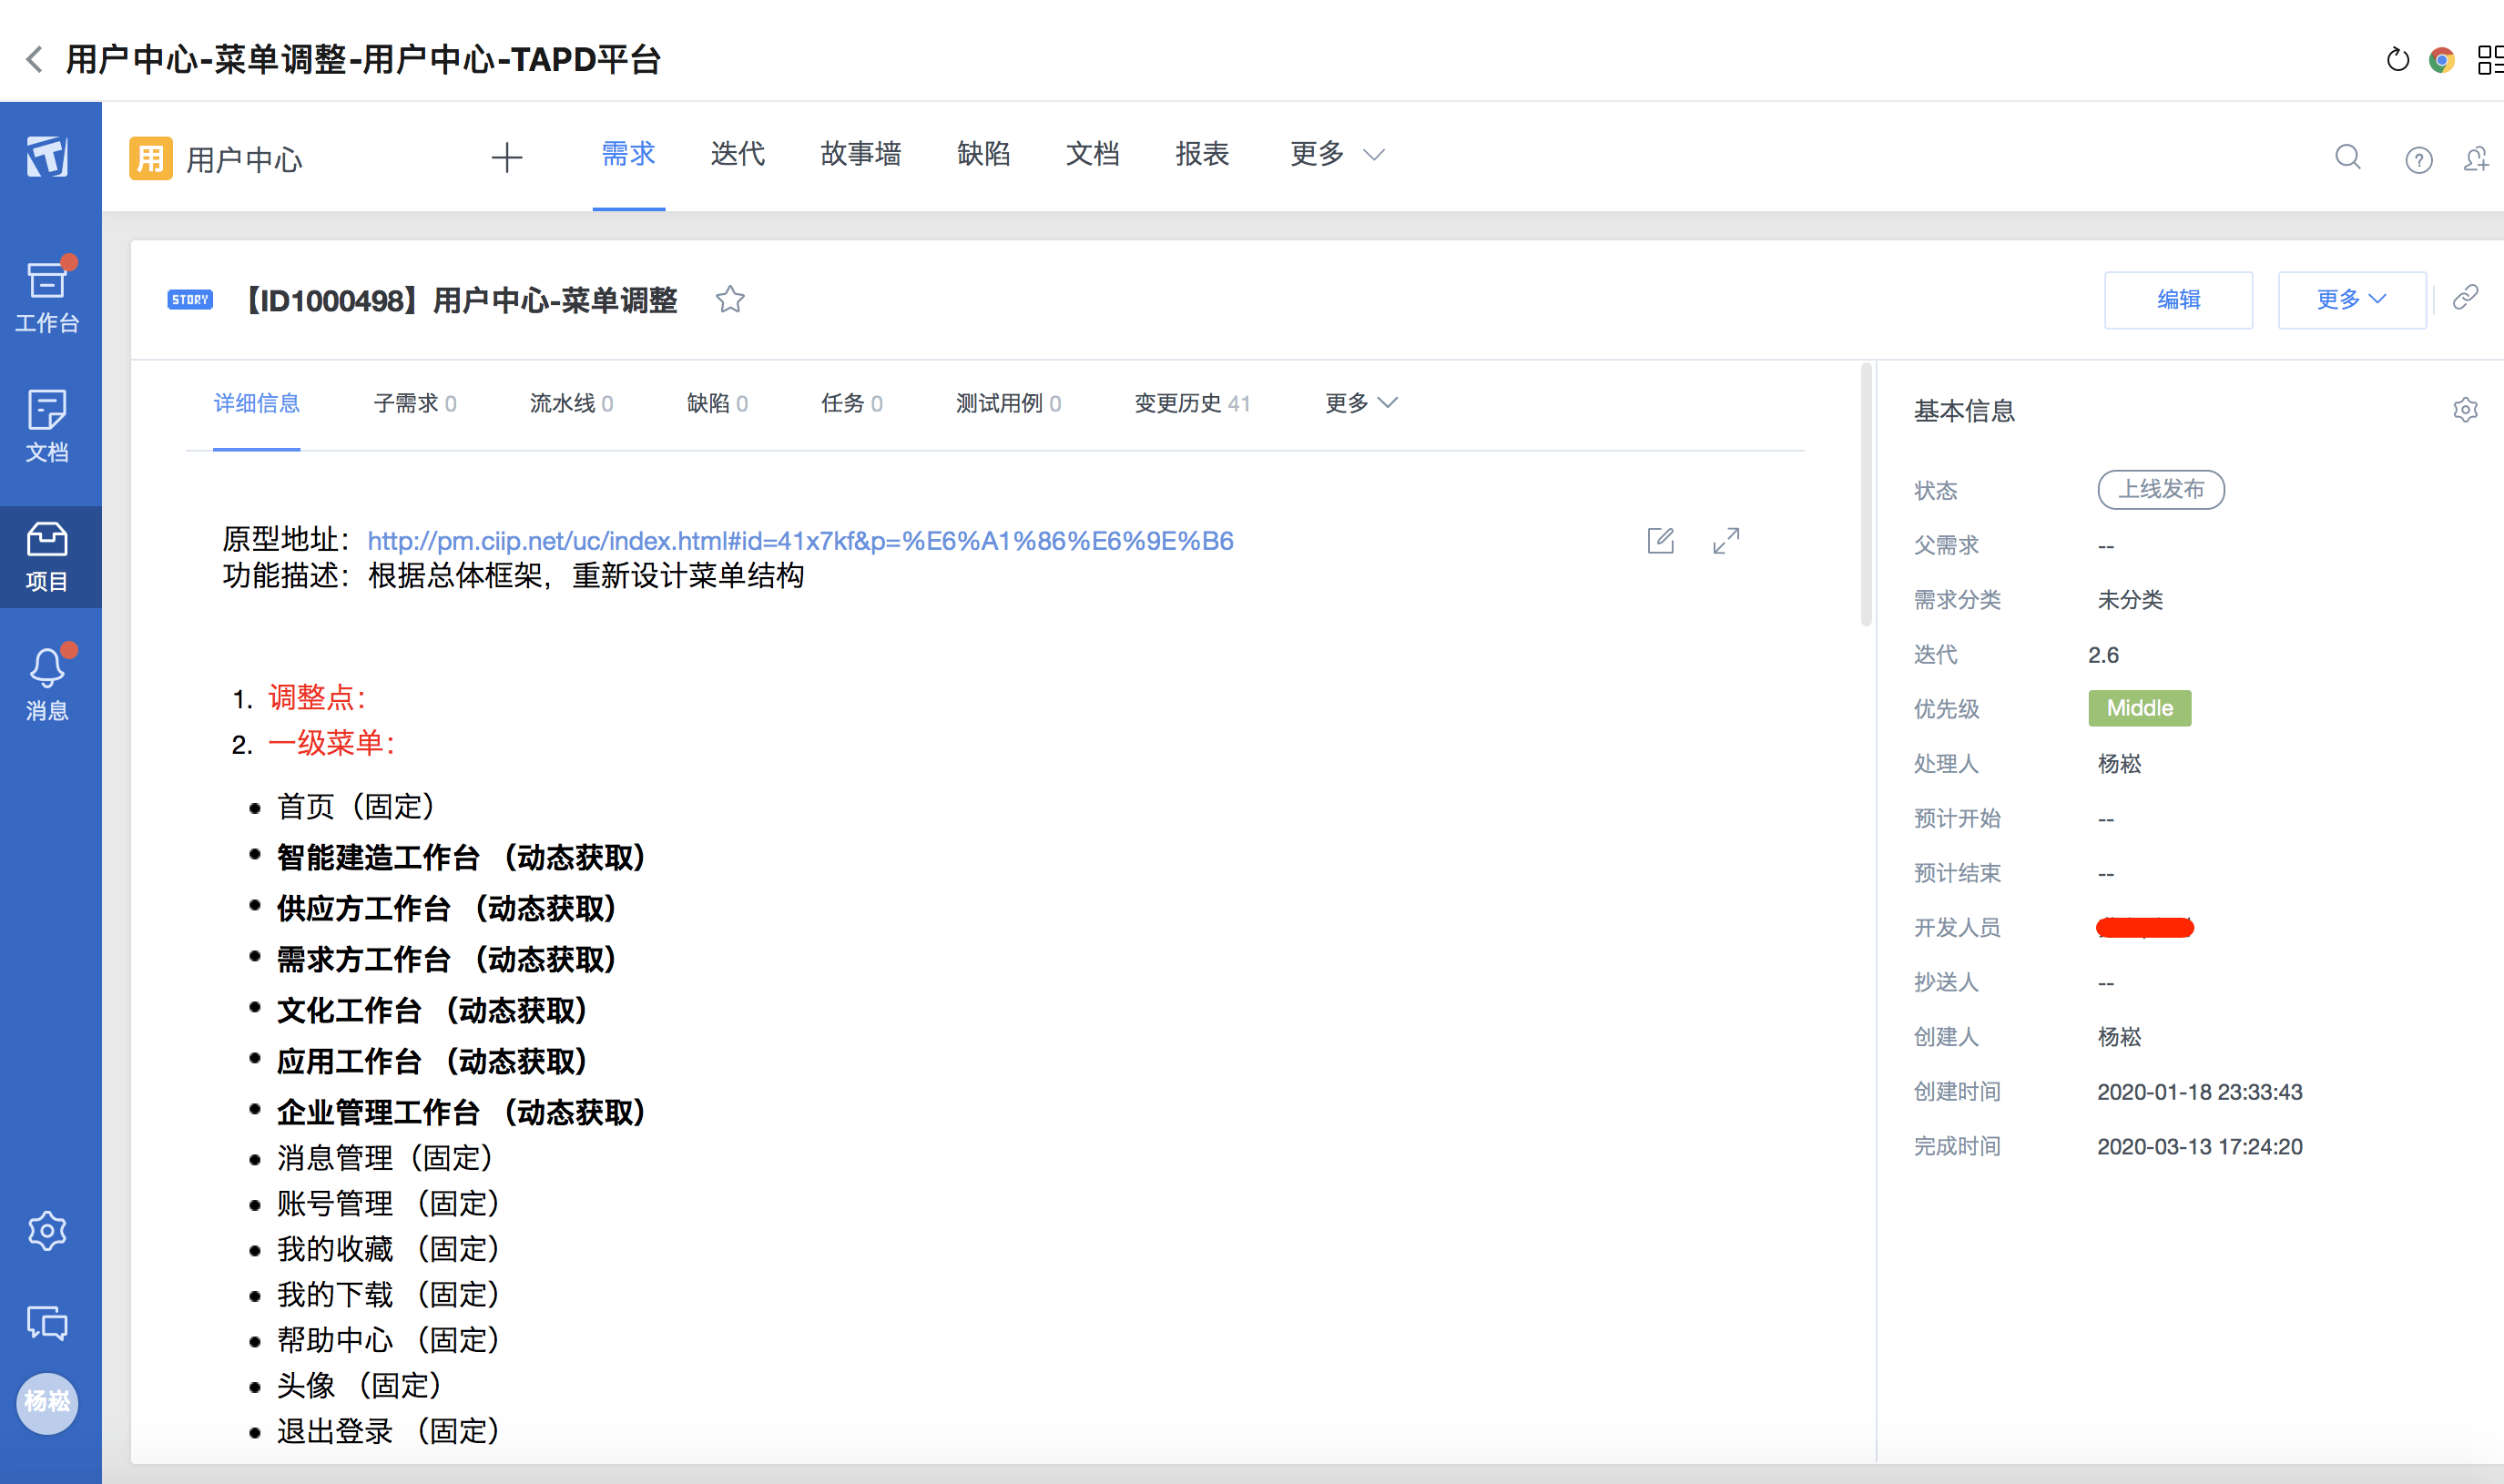 用户中心-菜单调整-用户中心-TAPD平台
用 用户中心
需求 迭代 故事墙 缺陷 文档 报表 更多
工作台
文档
项目
消息
杨崧
STORY 【ID1000498】用户中心-菜单调整
编辑 更多
详细信息 子需求 0 流水线 0 缺陷 0 任务 0 测试用例 0 变更历史 41 更多
原型地址：http://pm.ciip.net/uc/index.html#id=41x7kf&p=%E6%A1%86%E6%9E%B6
功能描述：根据总体框架，重新设计菜单结构
1. 调整点：
2. 一级菜单：
• 首页（固定）
• 智能建造工作台 （动态获取）
• 供应方工作台 （动态获取）
• 需求方工作台 （动态获取）
• 文化工作台 （动态获取）
• 应用工作台 （动态获取）
• 企业管理工作台 （动态获取）
• 消息管理（固定）
• 账号管理 （固定）
• 我的收藏 （固定）
• 我的下载 （固定）
• 帮助中心 （固定）
• 头像 （固定）
• 退出登录 （固定）
基本信息
状态 上线发布
父需求 --
需求分类 未分类
迭代 2.6
优先级 Middle
处理人 杨崧
预计开始 --
预计结束 --
开发人员
抄送人 --
创建人 杨崧
创建时间 2020-01-18 23:33:43
完成时间 2020-03-13 17:24:20